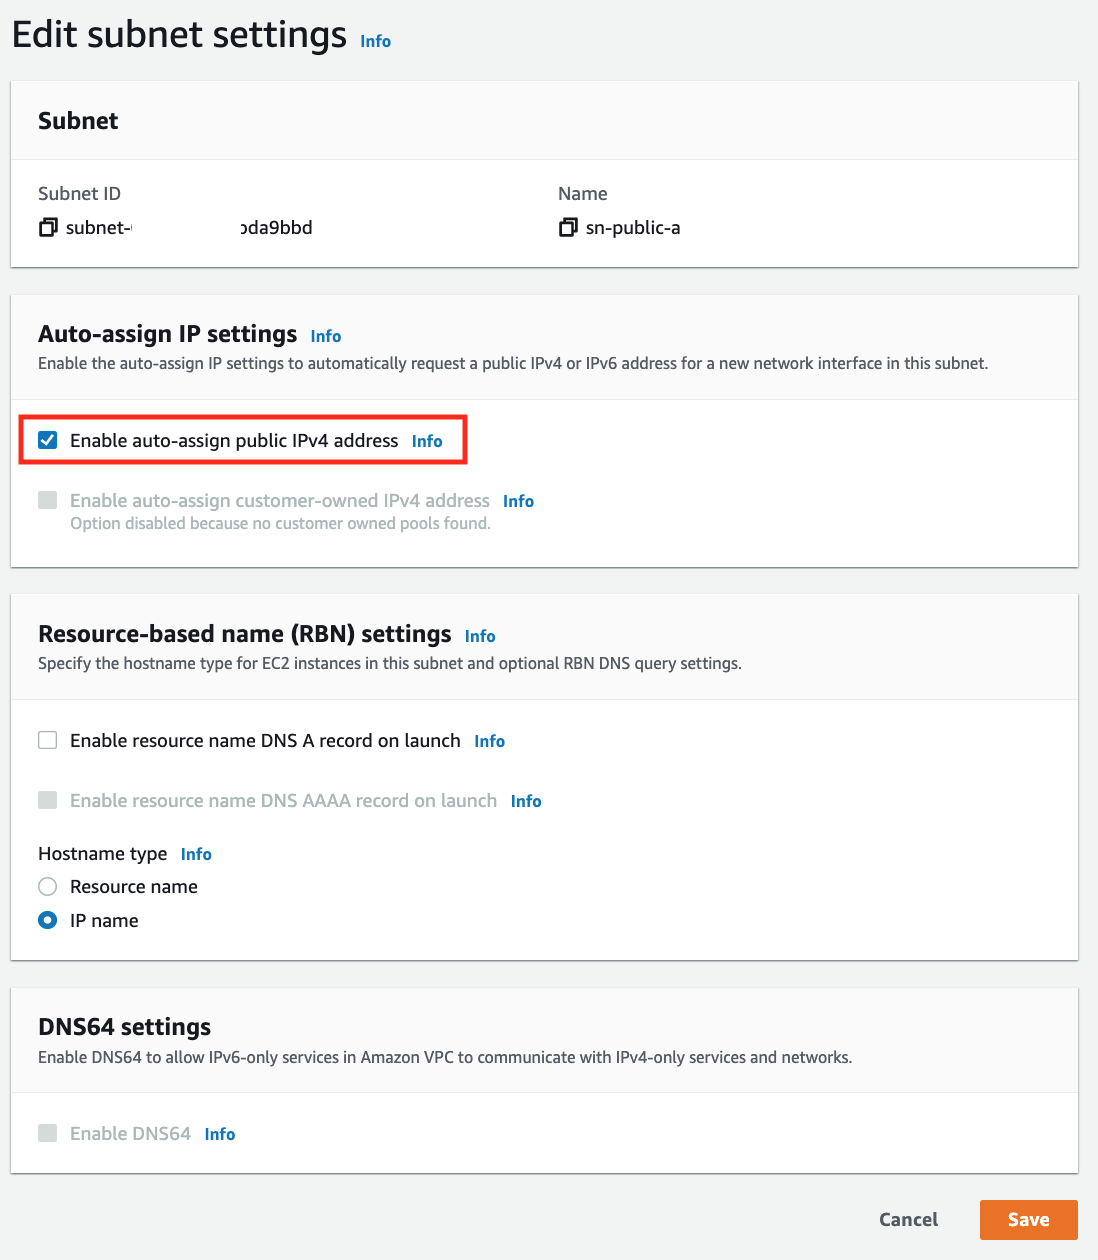 Edit subnet settings Info
Subnet
Subnet ID
Name
subnet-
da9bbd
sn-public-a
Auto-assign IP settings Info
Enable the auto-assign IP settings to automatically request a public IPv4 or IPv6 address for a new network interface in this subnet.
Enable auto-assign public IPv4 address Info
Enable auto-assign customer-owned IPv4 address Info
Option disabled because no customer owned pools found.
Resource-based name (RBN) settings Info
Specify the hostname type for EC2 instances in this subnet and optional RBN DNS query settings.
Enable resource name DNS A record on launch Info
Enable resource name DNS AAAA record on launch Info
Hostname type Info
Resource name
IP name
DNS64 settings
Enable DNS64 to allow IPv6-only services in Amazon VPC to communicate with IPv4-only services and networks.
Enable DNS64 Info
Cancel Save